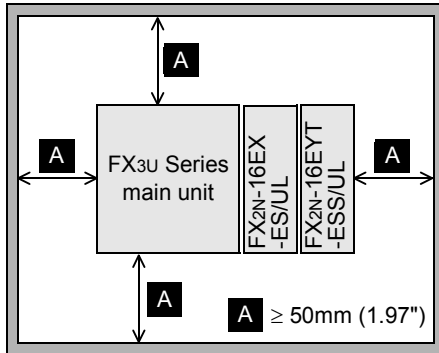 A
A
FX3U Series
main unit
FX2N-16EX
-ES/UL
FX2N-16EYT
-ESS/UL
A
A
A ≥ 50mm (1.97")